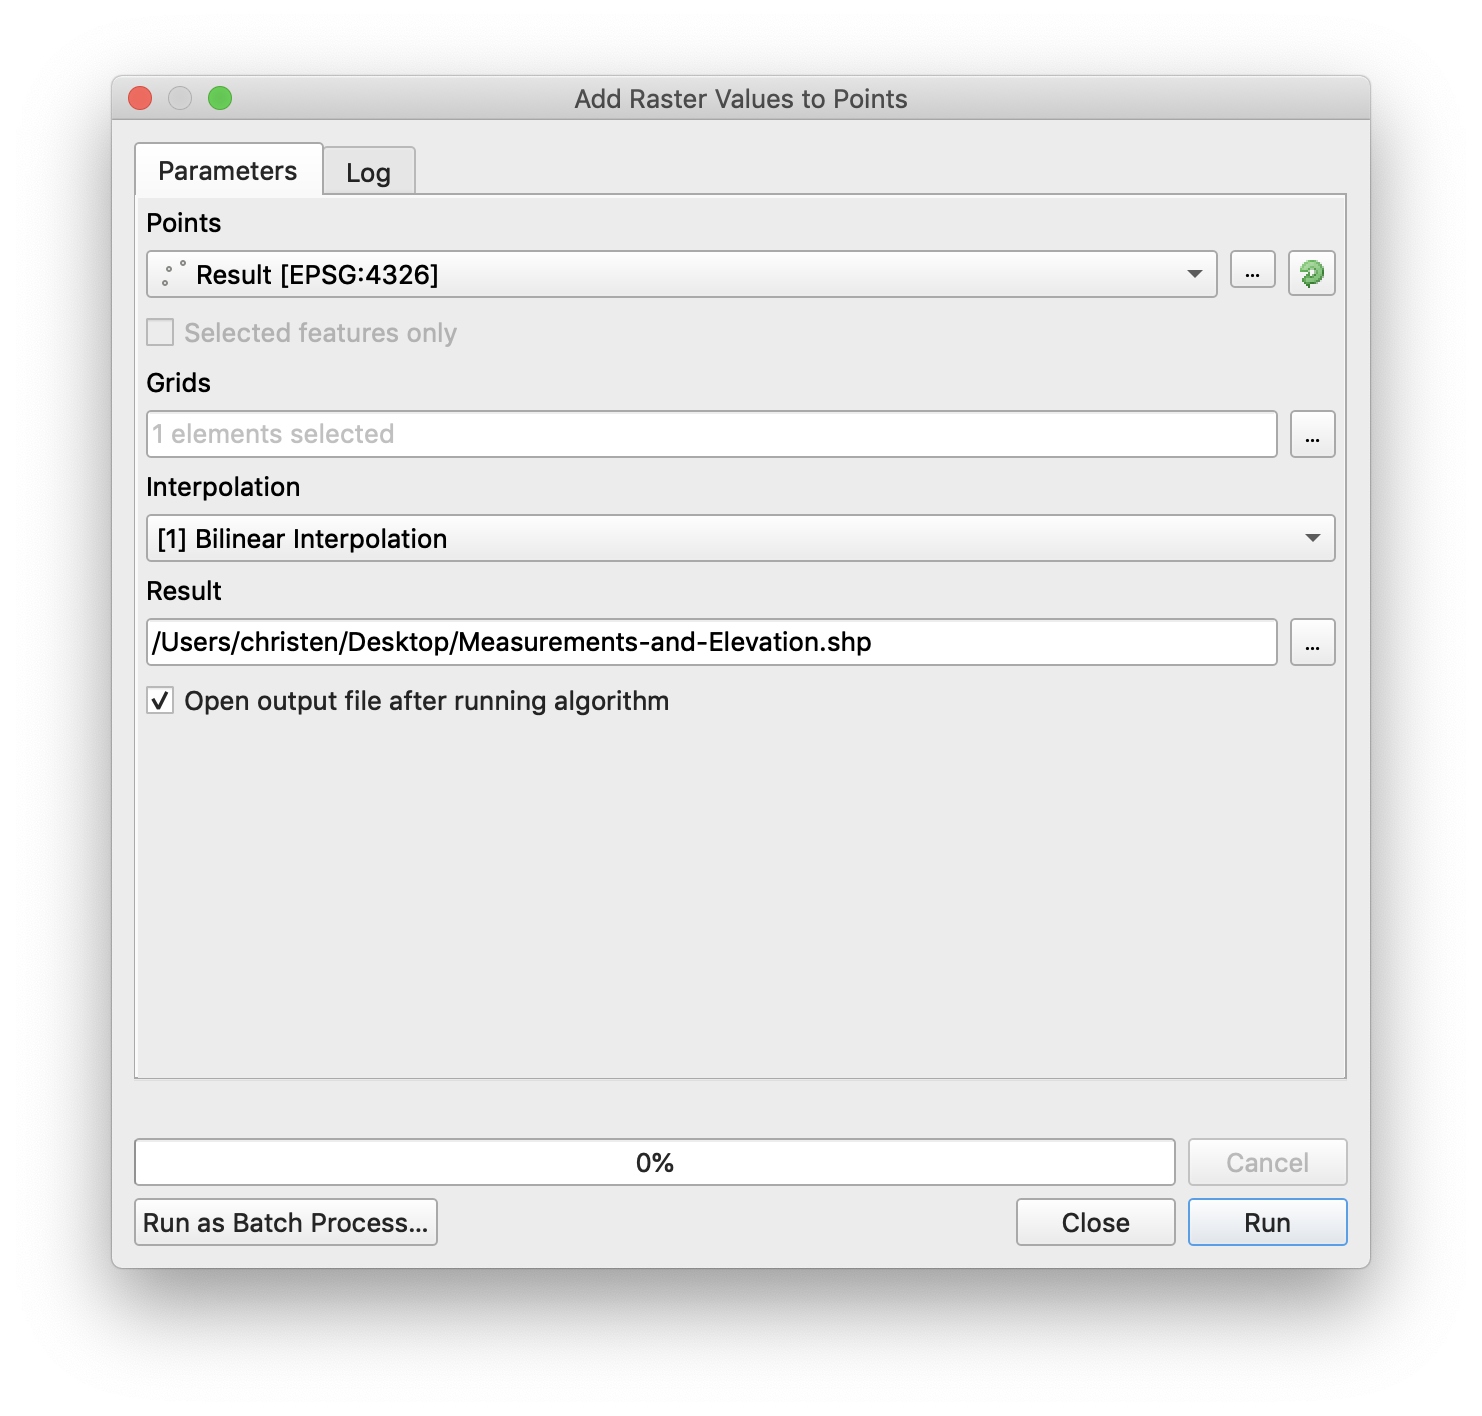 Add Raster Values to Points
Parameters
Log
Points
Result [EPSG:4326]
...
Selected features only
Grids
1 elements selected
...
Interpolation
[1] Bilinear Interpolation
Result
/Users/christen/Desktop/Measurements-and-Elevation.shp
...
Open output file after running algorithm
0%
Cancel
Run as Batch Process...
Close
Run